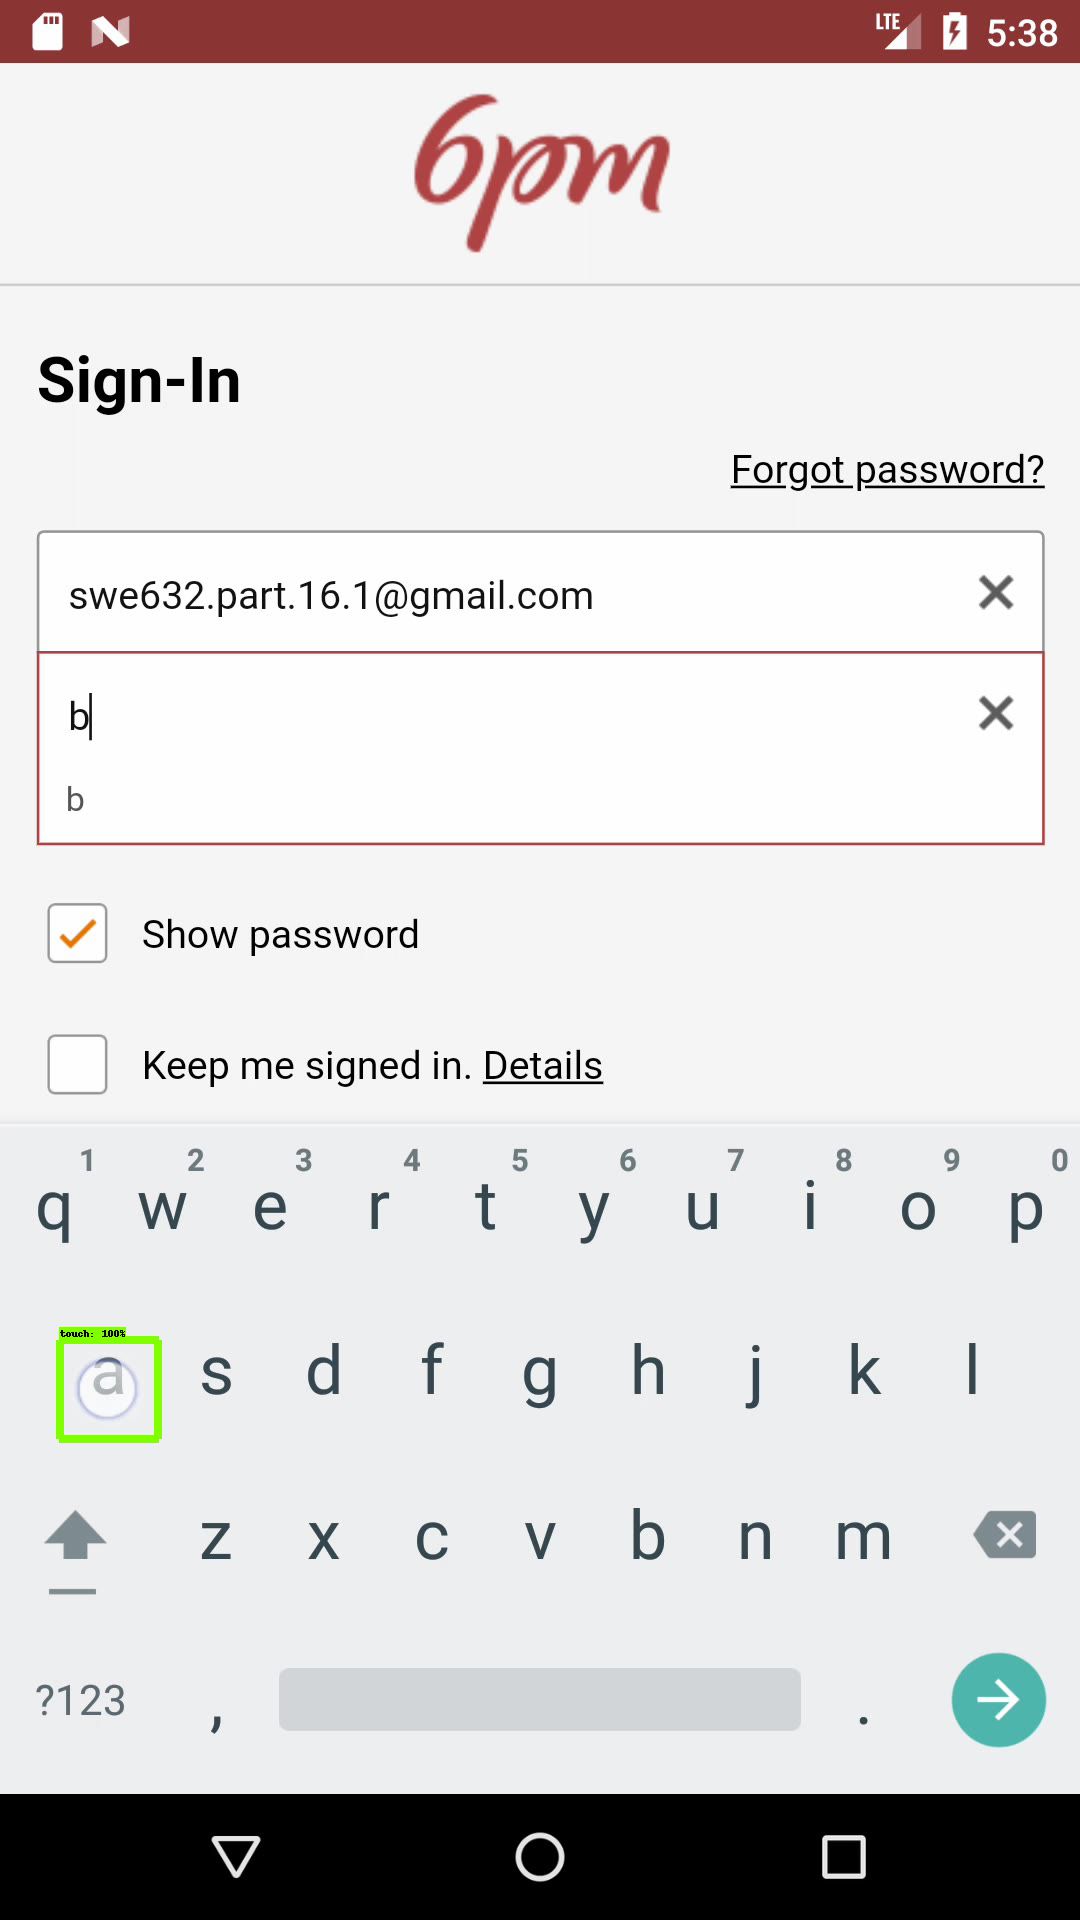 LTE 5:38
6pm
Sign-In
Forgot password?
swe632.part.16.1@gmail.com
b
b
Show password
Keep me signed in. Details
1 2 3 4 5 6 7 8 9 0
q w e r t y u i o p
touch: 100%
a s d f g h j k l
z x c v b n m
?123 , .